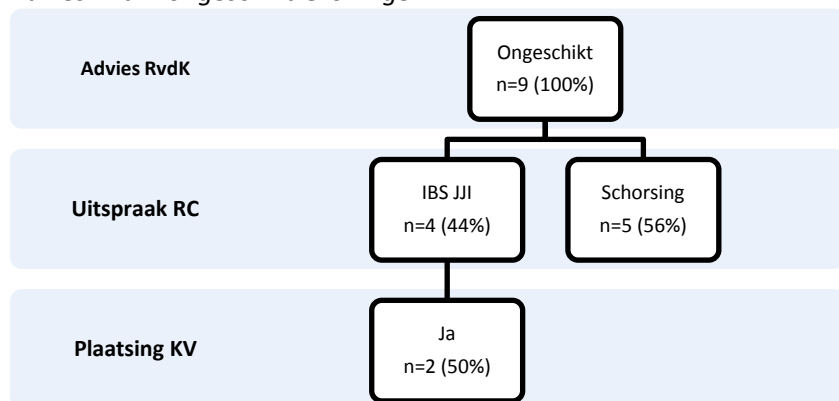 Advies RvdK
Ongeschikt
n=9 (100%)
Uitspraak RC
IBS JJI
n=4 (44%)
Schorsing
n=5 (56%)
Plaatsing KV
Ja
n=2 (50%)